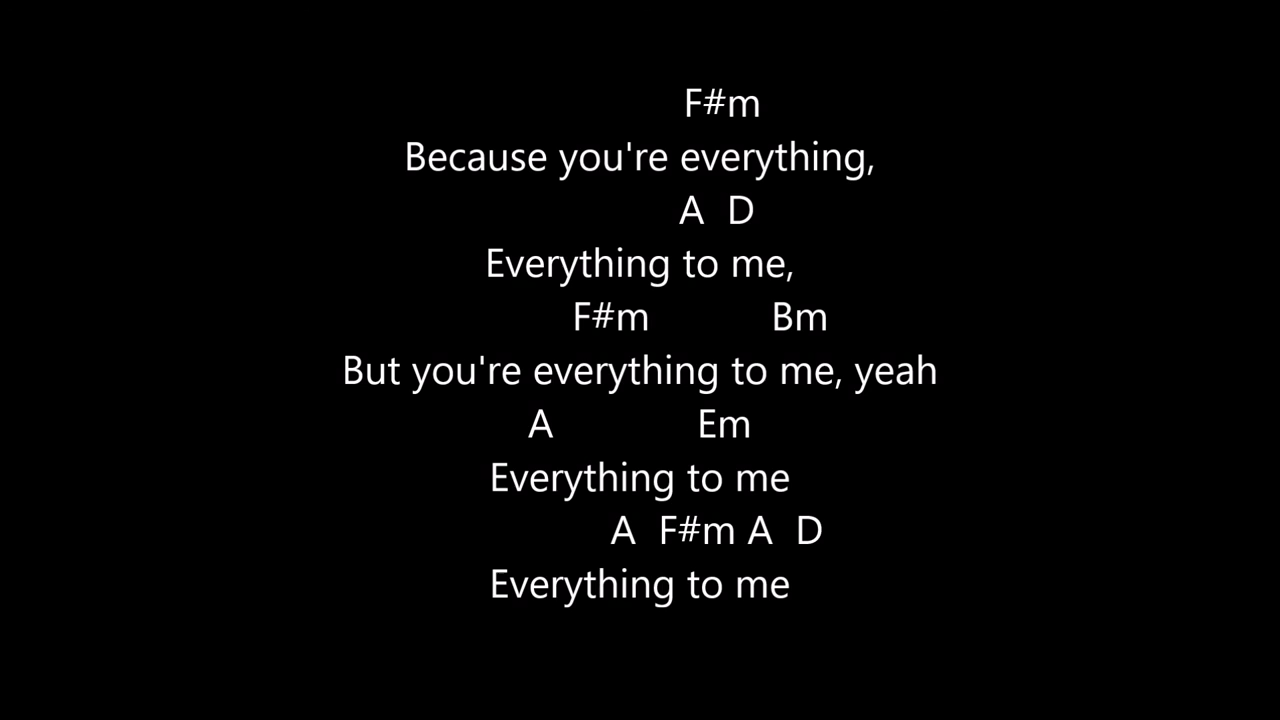 F#m
Because you're everything,
A D
Everything to me,
F#m Bm
But you're everything to me, yeah
A Em
Everything to me
A F#m A D
Everything to me